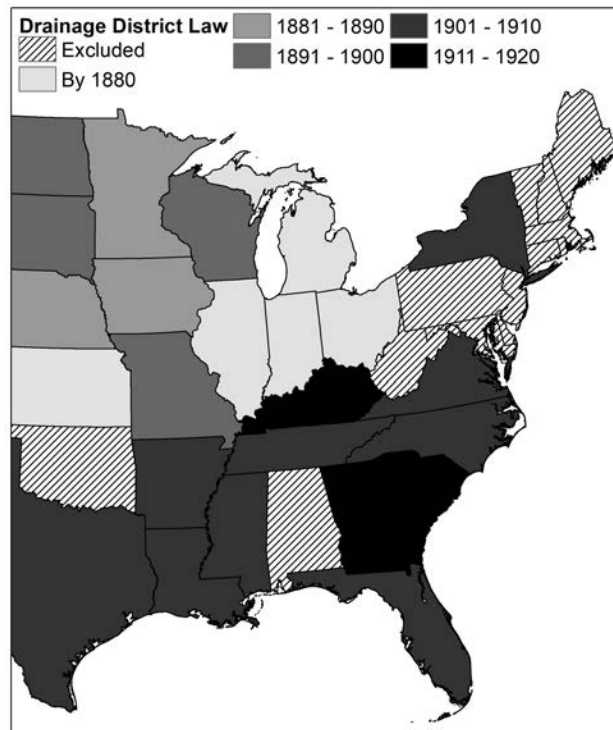 Drainage District Law
Excluded
By 1880
1881 - 1890
1891 - 1900
1901 - 1910
1911 - 1920